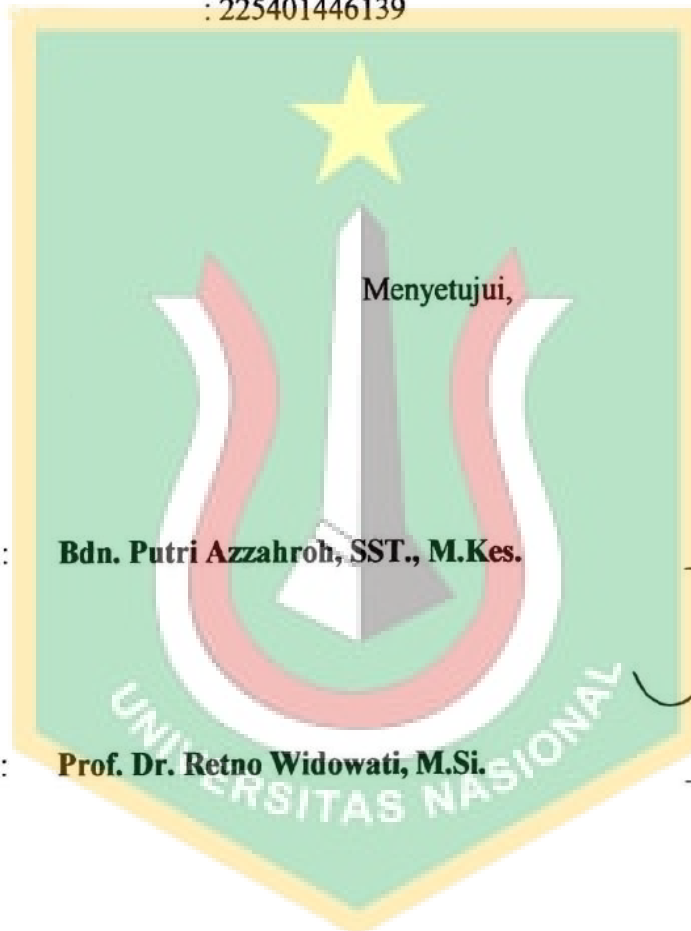 : 225401446139
Menyetujui,
: Bdn. Putri Azzahroh, SST., M.Kes.
: Prof. Dr. Retno Widowati, M.Si.
UNIVERSITAS NASIONAL